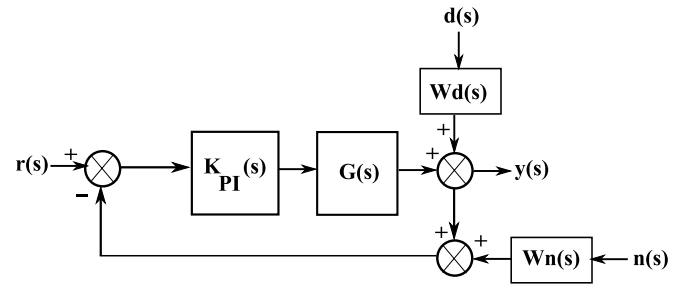 d(s)
Wd(s)
+
+
+
r(s)
K PI (s)
G(s)
y(s)
−
+
+
Wn(s)
n(s)